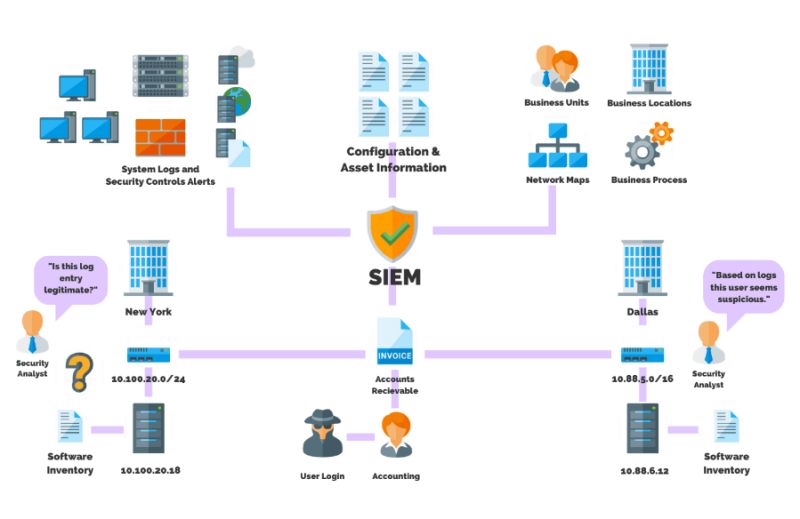 System Logs and
Security Controls Alerts
Configuration &
Asset Information
Business Units
Business Locations
Network Maps
Business Process
SIEM
"Is this log
entry
legitimate?"
New York
Dallas
"Based on logs
this user seems
suspicious."
Security
Analyst
10.100.20.0/24
INVOICE
Accounts
Recievable
10.88.5.0/16
Security
Analyst
Software
Inventory
10.100.20.18
User Login
Accounting
10.88.6.12
Software
Inventory